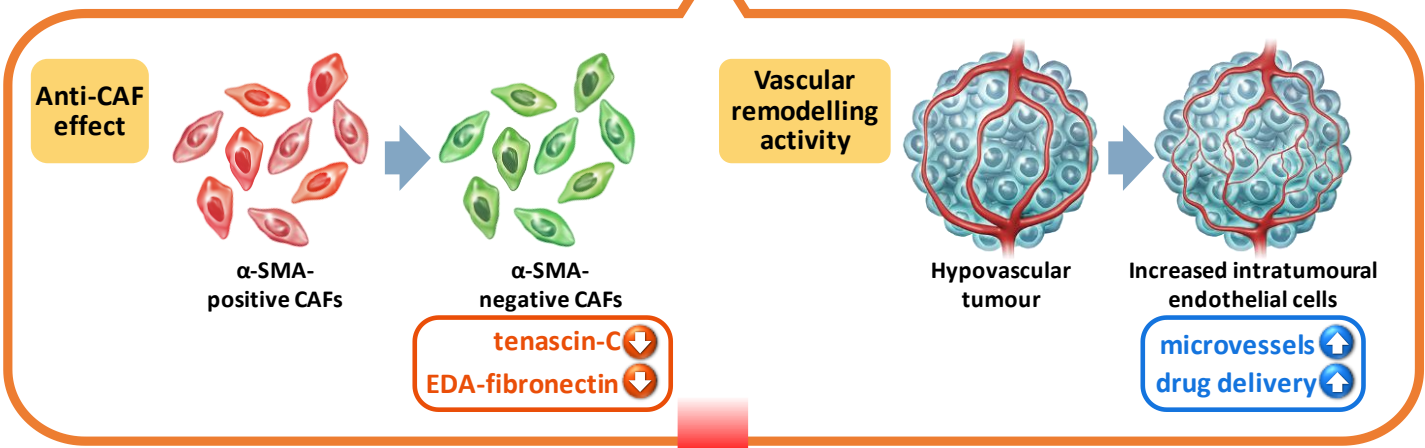 Anti-CAF
effect
α-SMA-
positive CAFs
α-SMA-
negative CAFs
tenascin-C
EDA-fibronectin
Vascular
remodelling
activity
Hypovascular
tumour
Increased intratumoural
endothelial cells
microvessels
drug delivery